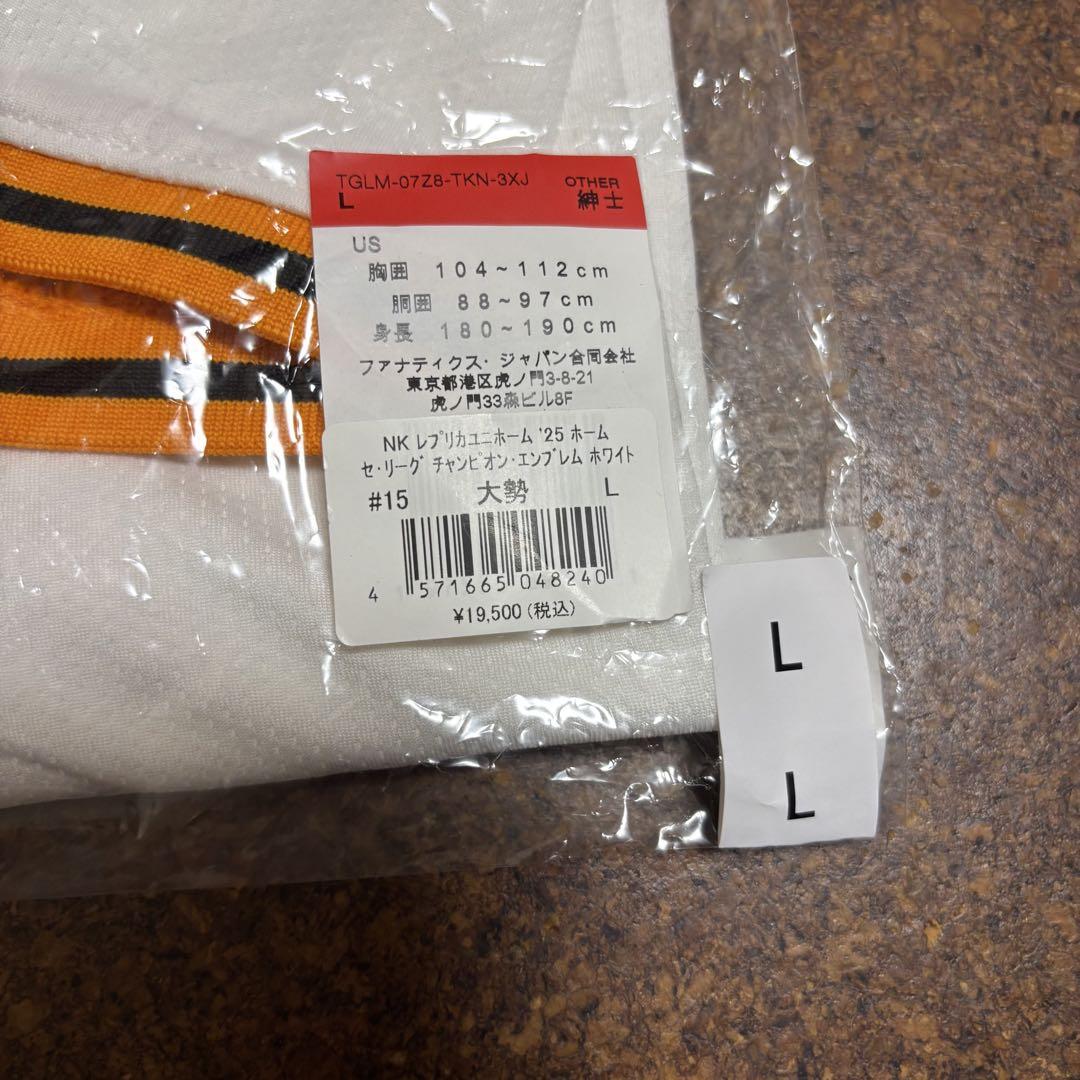 TGLM-07Z8-TKN-3XJ OTHER
L 紳士
US
胸囲 104~112cm
胴囲 88~97cm
身長 180~190cm
ファナティクス・ジャパン合同会社
東京都港区虎ノ門3-8-21
虎ノ門33森ビル8F
NK レプリカユニホーム '25 ホーム
セ・リーグ チャンピオン・エンブレム ホワイト
#15 大勢 L
4 571665 048240
¥19,500(税込)
L
L